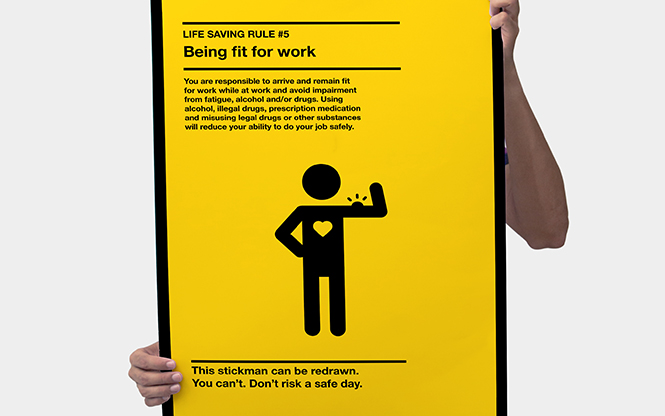 LIFE SAVING RULE #5
Being fit for work
You are responsible to arrive and remain fit
for work while at work and avoid impairment
from fatigue, alcohol and/or drugs. Using
alcohol, illegal drugs, prescription medication
and misusing legal drugs or other substances
will reduce your ability to do your job safely.
This stickman can be redrawn.
You can't. Don't risk a safe day.